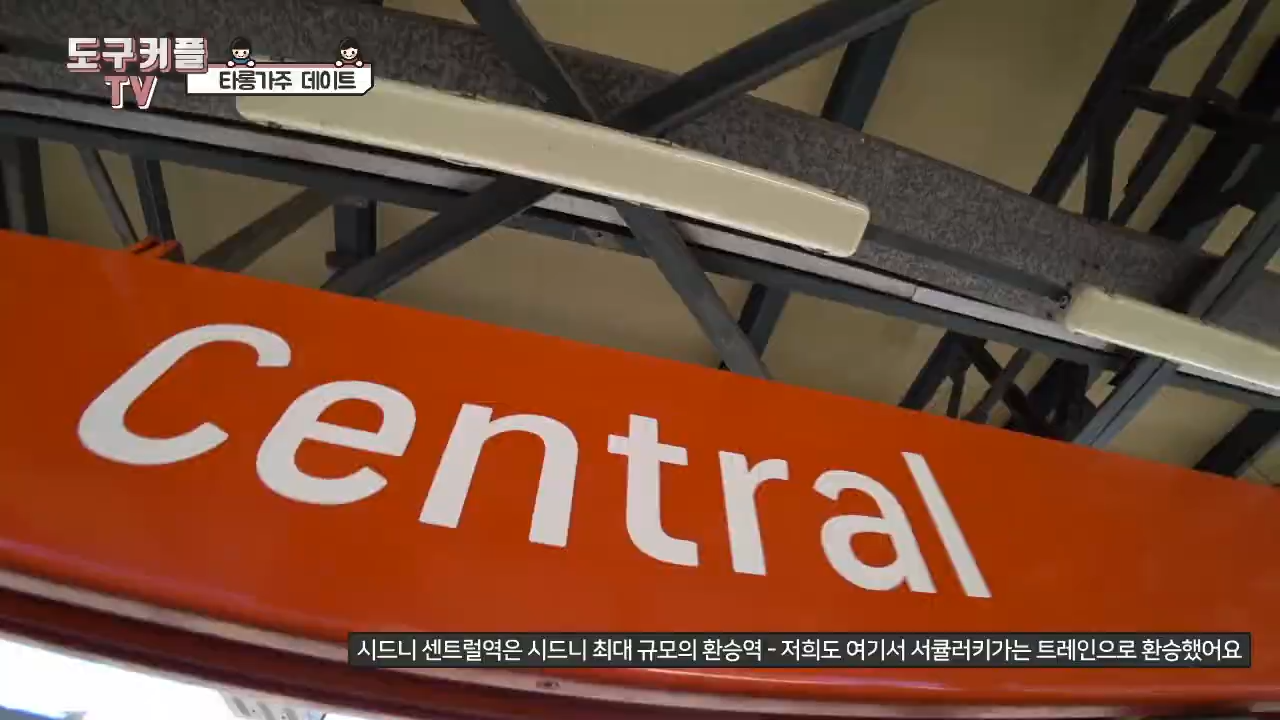 도구커플
TV
타롱가주 데이트
Central
시드니 센트럴역은 시드니 최대 규모의 환승역 - 저희도 여기서 서큘러키가는 트레인으로 환승했어요